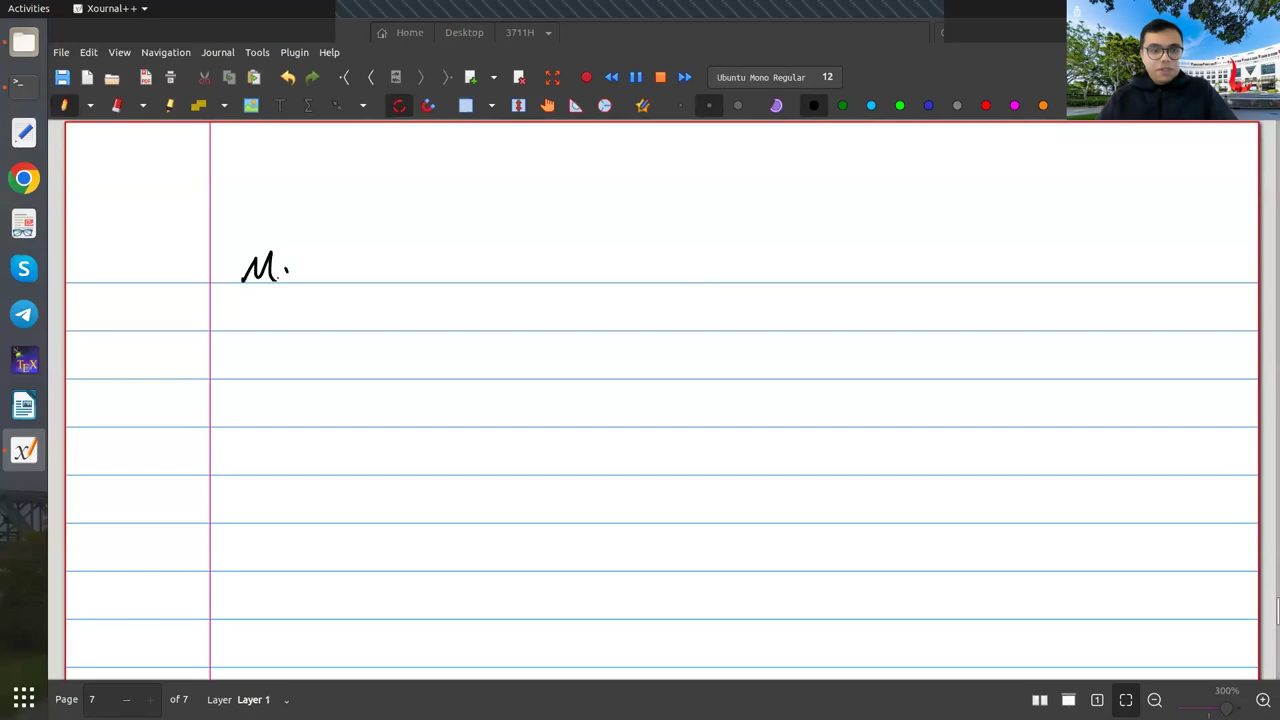 Activities Xournal++
Home Desktop 3711H
File Edit View Navigation Journal Tools Plugin Help
Ubuntu Mono Regular 12
M.
Page 7 of 7 Layer Layer 1 300%